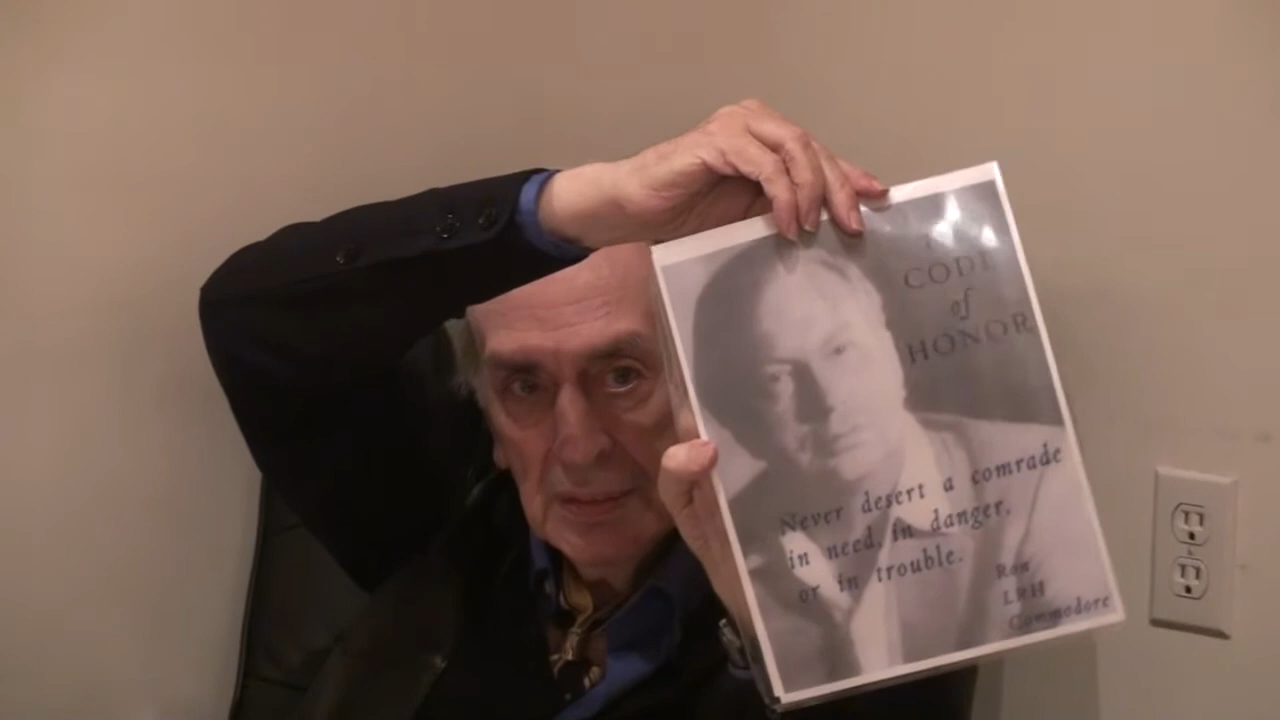 CODE
of
HONOR
Never desert a comrade
in need, in danger,
or in trouble.
Ron
LRH
Commodore